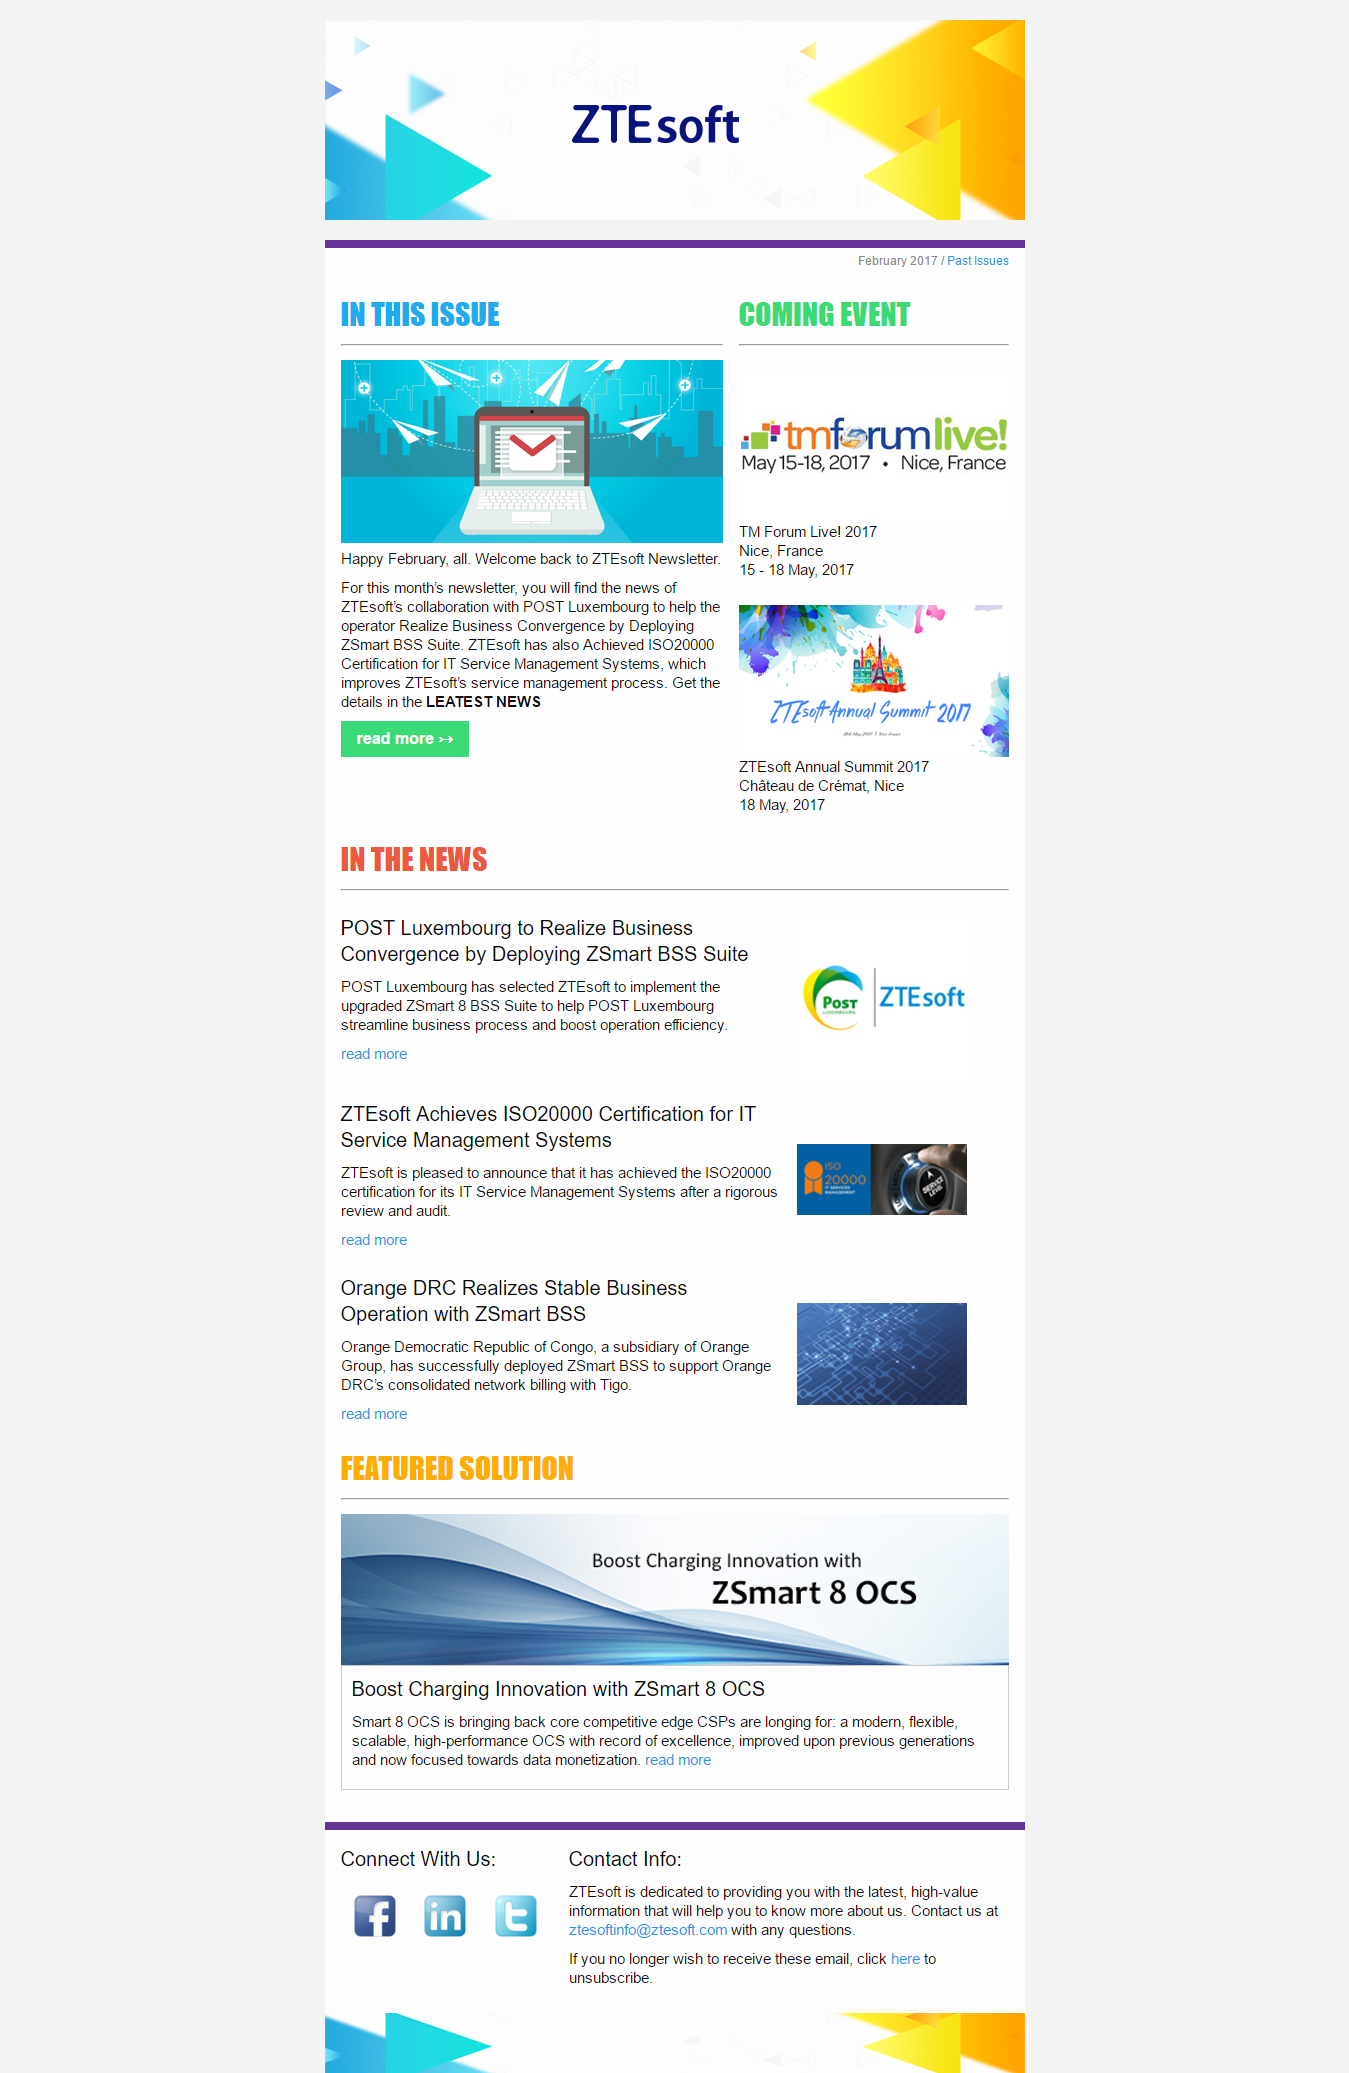 ZTEsoft
February 2017 / Past Issues
IN THIS ISSUE
Happy February, all. Welcome back to ZTEsoft Newsletter.
For this month’s newsletter, you will find the news of
ZTEsoft’s collaboration with POST Luxembourg to help the
operator Realize Business Convergence by Deploying
ZSmart BSS Suite. ZTEsoft has also Achieved ISO20000
Certification for IT Service Management Systems, which
improves ZTEsoft’s service management process. Get the
details in the LEATEST NEWS
read more ↣
COMING EVENT
tmforumlive!
May 15-18, 2017 • Nice, France
TM Forum Live! 2017
Nice, France
15 - 18 May, 2017
ZTEsoft Annual Summit 2017
18th May 2017 | Nice France
ZTEsoft Annual Summit 2017
Château de Crémat, Nice
18 May, 2017
IN THE NEWS
POST Luxembourg to Realize Business
Convergence by Deploying ZSmart BSS Suite
POST Luxembourg has selected ZTEsoft to implement the
upgraded ZSmart 8 BSS Suite to help POST Luxembourg
streamline business process and boost operation efficiency.
read more
POST
LUXEMBOURG
ZTEsoft
ZTEsoft Achieves ISO20000 Certification for IT
Service Management Systems
ZTEsoft is pleased to announce that it has achieved the ISO20000
certification for its IT Service Management Systems after a rigorous
review and audit.
read more
ISO
20000
IT SERVICES
MANAGEMENT
SERVICE
LEVEL
Orange DRC Realizes Stable Business
Operation with ZSmart BSS
Orange Democratic Republic of Congo, a subsidiary of Orange
Group, has successfully deployed ZSmart BSS to support Orange
DRC’s consolidated network billing with Tigo.
read more
FEATURED SOLUTION
Boost Charging Innovation with
ZSmart 8 OCS
Boost Charging Innovation with ZSmart 8 OCS
Smart 8 OCS is bringing back core competitive edge CSPs are longing for: a modern, flexible,
scalable, high-performance OCS with record of excellence, improved upon previous generations
and now focused towards data monetization. read more
Connect With Us:
f
in
t
Contact Info:
ZTEsoft is dedicated to providing you with the latest, high-value
information that will help you to know more about us. Contact us at
ztesoftinfo@ztesoft.com with any questions.
If you no longer wish to receive these email, click here to
unsubscribe.